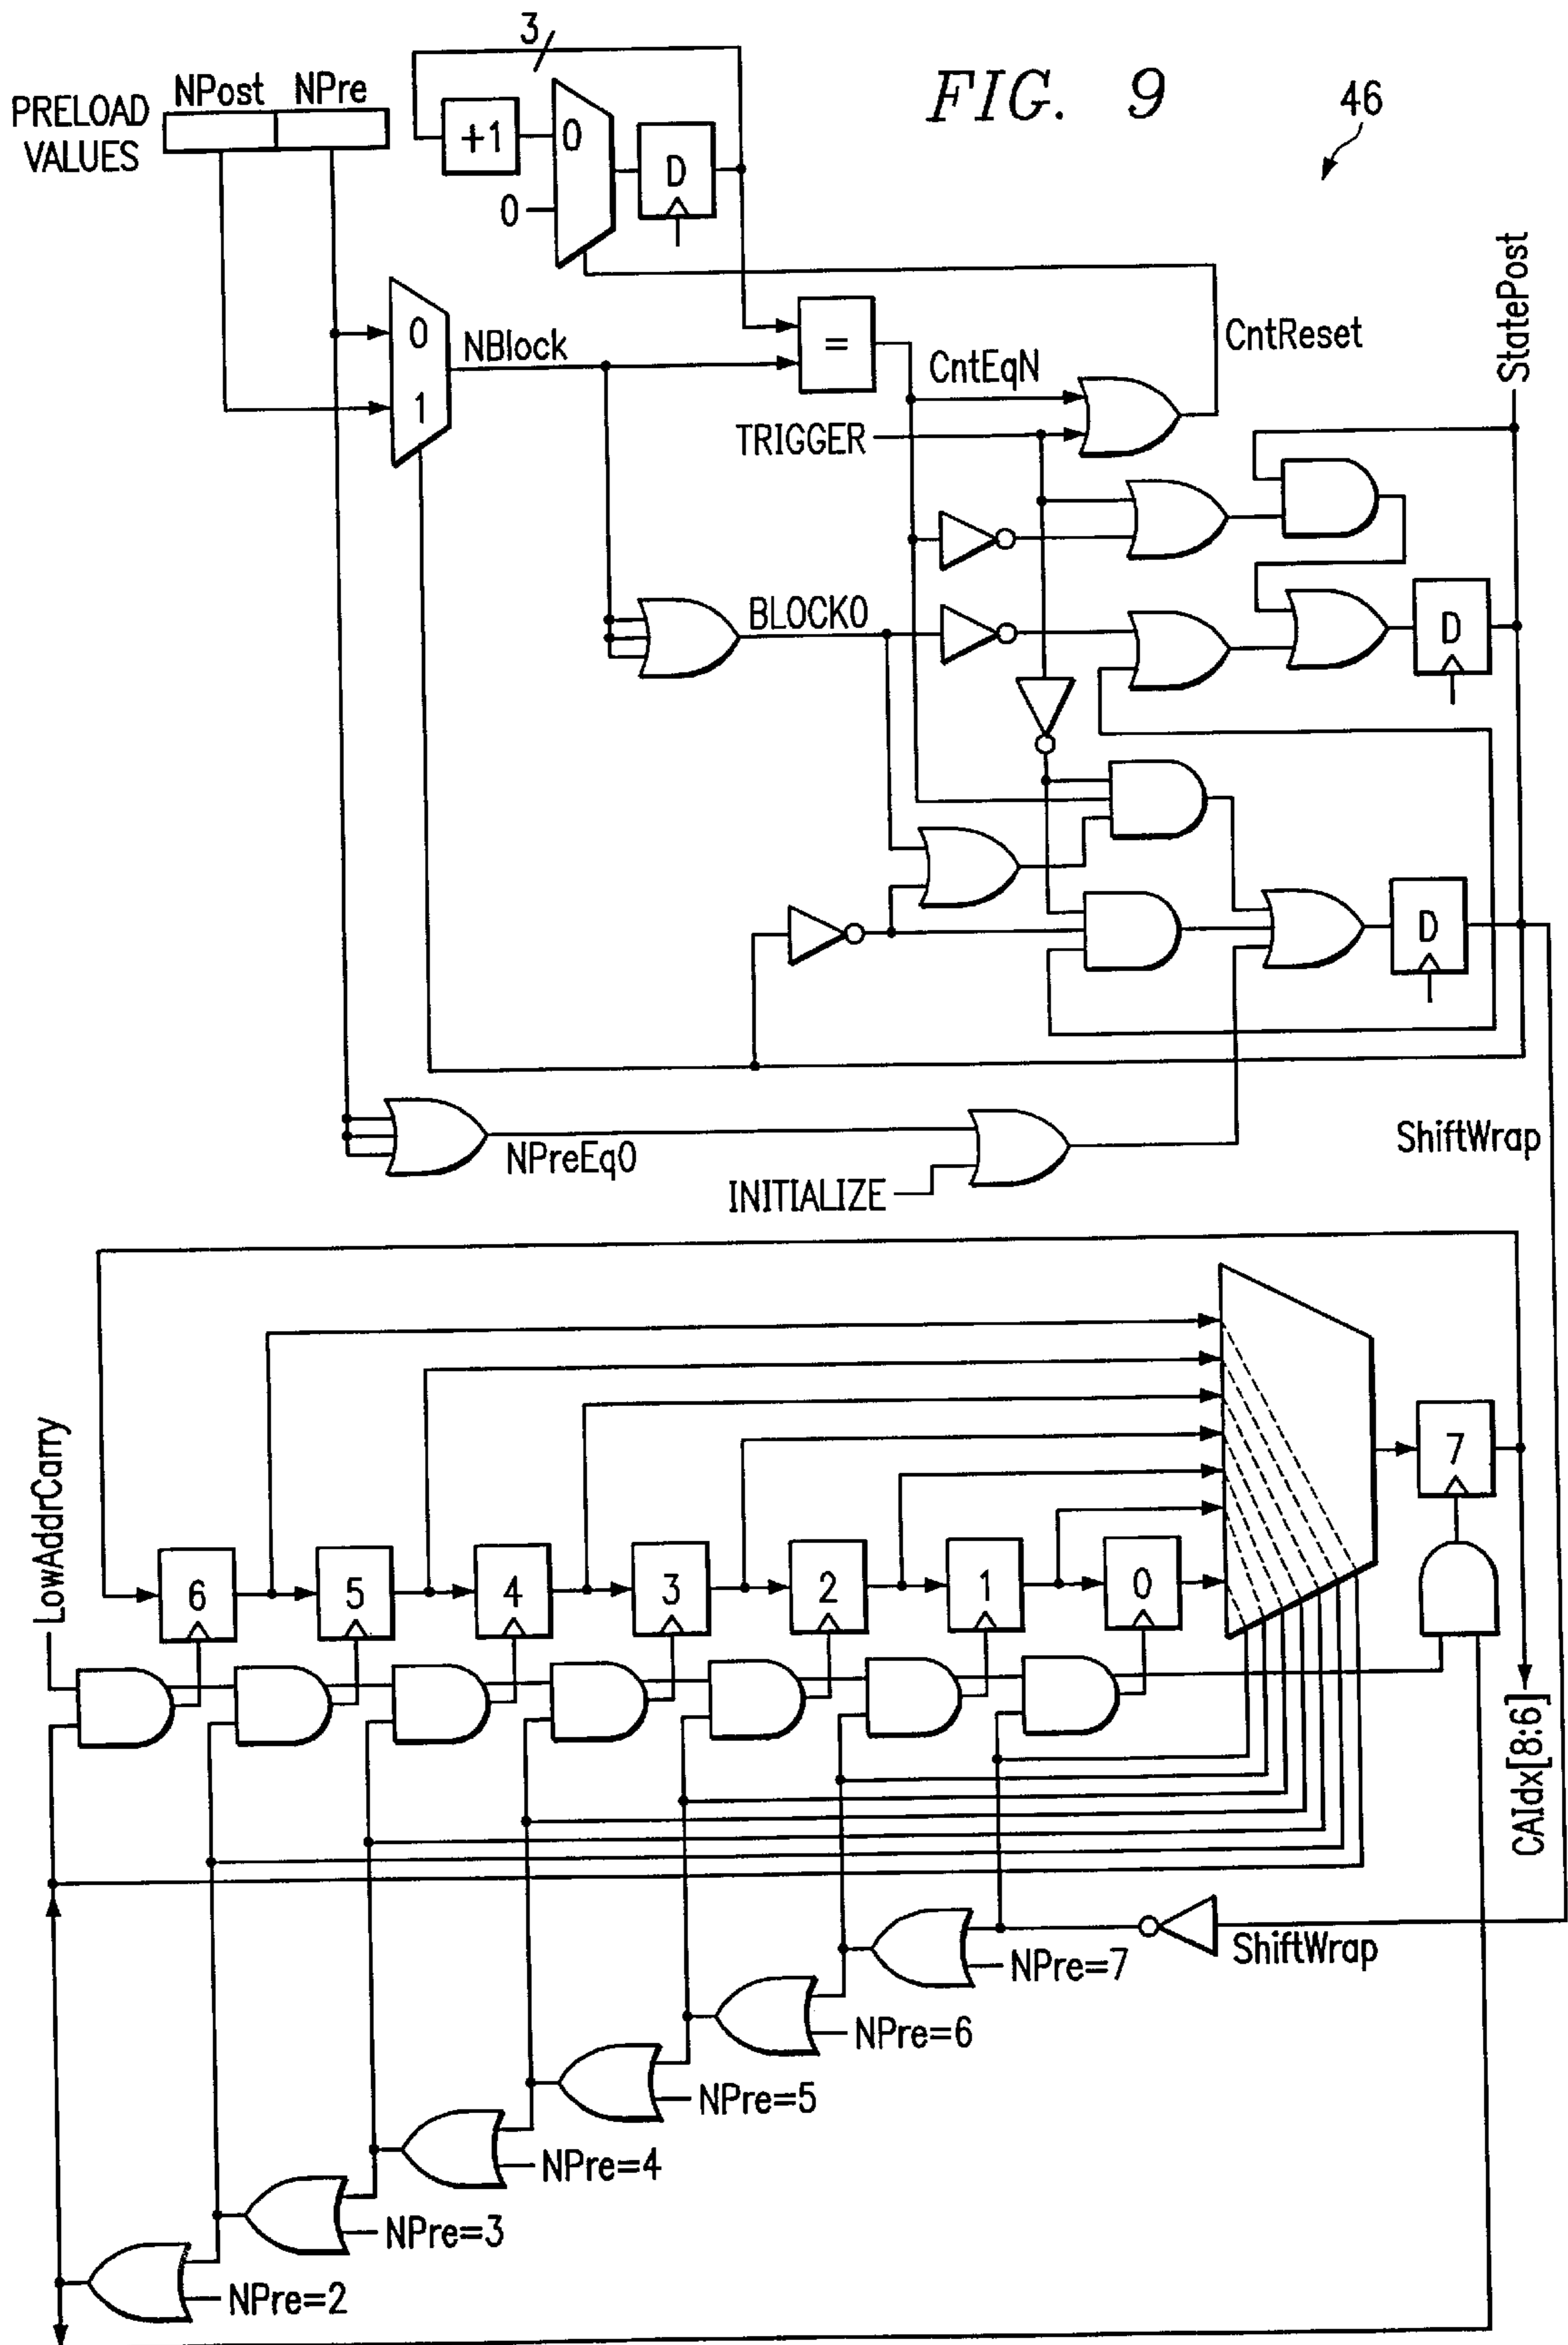 FIG. 9
46
3
NPost NPre
PRELOAD
VALUES
+1
0
D
0
StatePost
0
1
NBlock
=
CntEqN
CntReset
TRIGGER
BLOCK0
D
D
NPreEq0
INITIALIZE
ShiftWrap
LowAddrCarry
6
5
4
3
2
1
0
7
CAIdx[8:6]
ShiftWrap
NPre=7
NPre=6
NPre=5
NPre=4
NPre=3
NPre=2